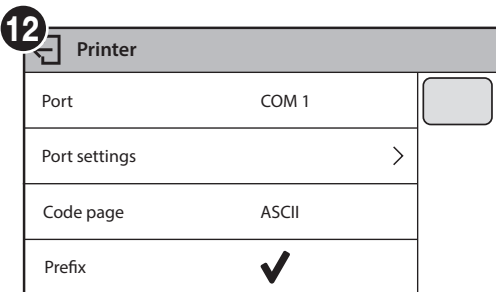 12
Printer
Port COM 1
Port settings
Code page ASCII
Prefix